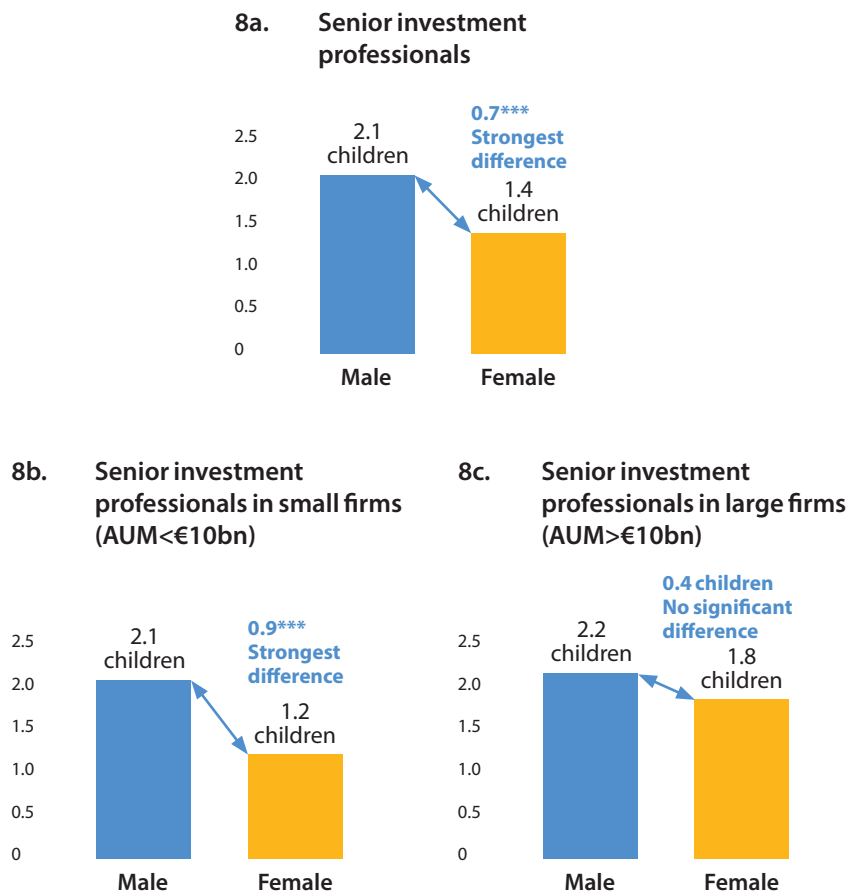 8a. Senior investment
professionals
0.7***
Strongest
difference
2.1
children
1.4
children
2.5
2.0
1.5
1.0
0.5
0
Male Female
8b. Senior investment
professionals in small firms
(AUM<€10bn)
0.9***
Strongest
difference
2.1
children
1.2
children
2.5
2.0
1.5
1.0
0.5
0
Male Female
8c. Senior investment
professionals in large firms
(AUM>€10bn)
0.4 children
No significant
difference
2.2
children
1.8
children
2.5
2.0
1.5
1.0
0.5
0
Male Female